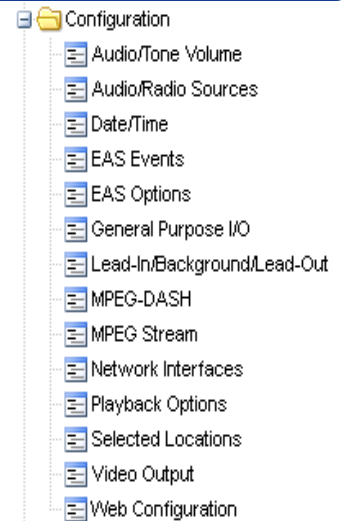 Configuration
Audio/Tone Volume
Audio/Radio Sources
Date/Time
EAS Events
EAS Options
General Purpose I/O
Lead-In/Background/Lead-Out
MPEG-DASH
MPEG Stream
Network Interfaces
Playback Options
Selected Locations
Video Output
Web Configuration